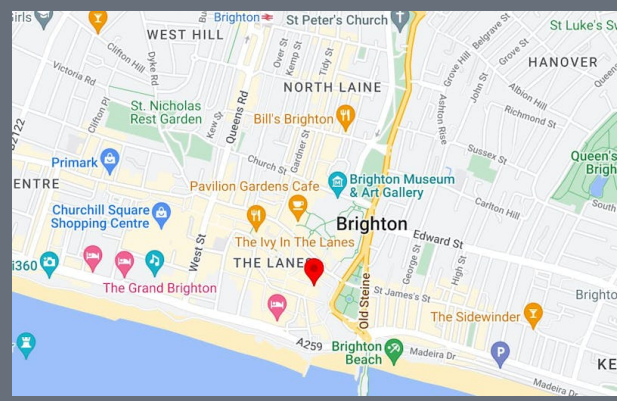 Girls
Brighton
St Peter's Church
St Luke's Sw
WEST HILL
Clifton Hill
Dyke Rd
Over St
Kemp St
Tidy St
Grove Hill
Belgrave St
Grove St
HANOVER
Victoria Rd
NORTH LAINE
John St
Albion Hill
Queens
St. Nicholas
Rest Garden
Clifton Pl
Kew St
Queens Rd
Bill's Brighton
Ashton Rise
Richmond St
B2122
Gardner St
Sussex St
Primark
Church St
Queen's
Brigh
ENTRE
Pavilion Gardens Cafe
Brighton Museum
& Art Gallery
Carlton Hill
South
Churchill Square
Shopping Centre
Brighton
The Ivy In The Lanes
Edward St
West St
THE LANES
George St
High St
i360
The Grand Brighton
St James's St
Old Steine
Brighto
The Sidewinder
A259
Brighton
Beach
Madeira Dr
P
KE
Madeira Dr